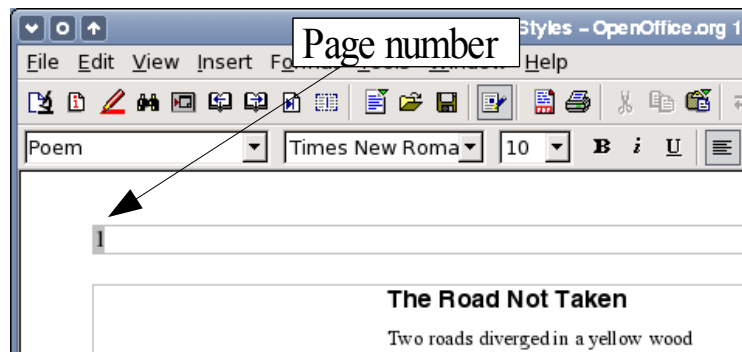 Styles – OpenOffice.org 1
Page number
File Edit View Insert Help
Poem Times New Roma 10 B i U
1
The Road Not Taken
Two roads diverged in a yellow wood